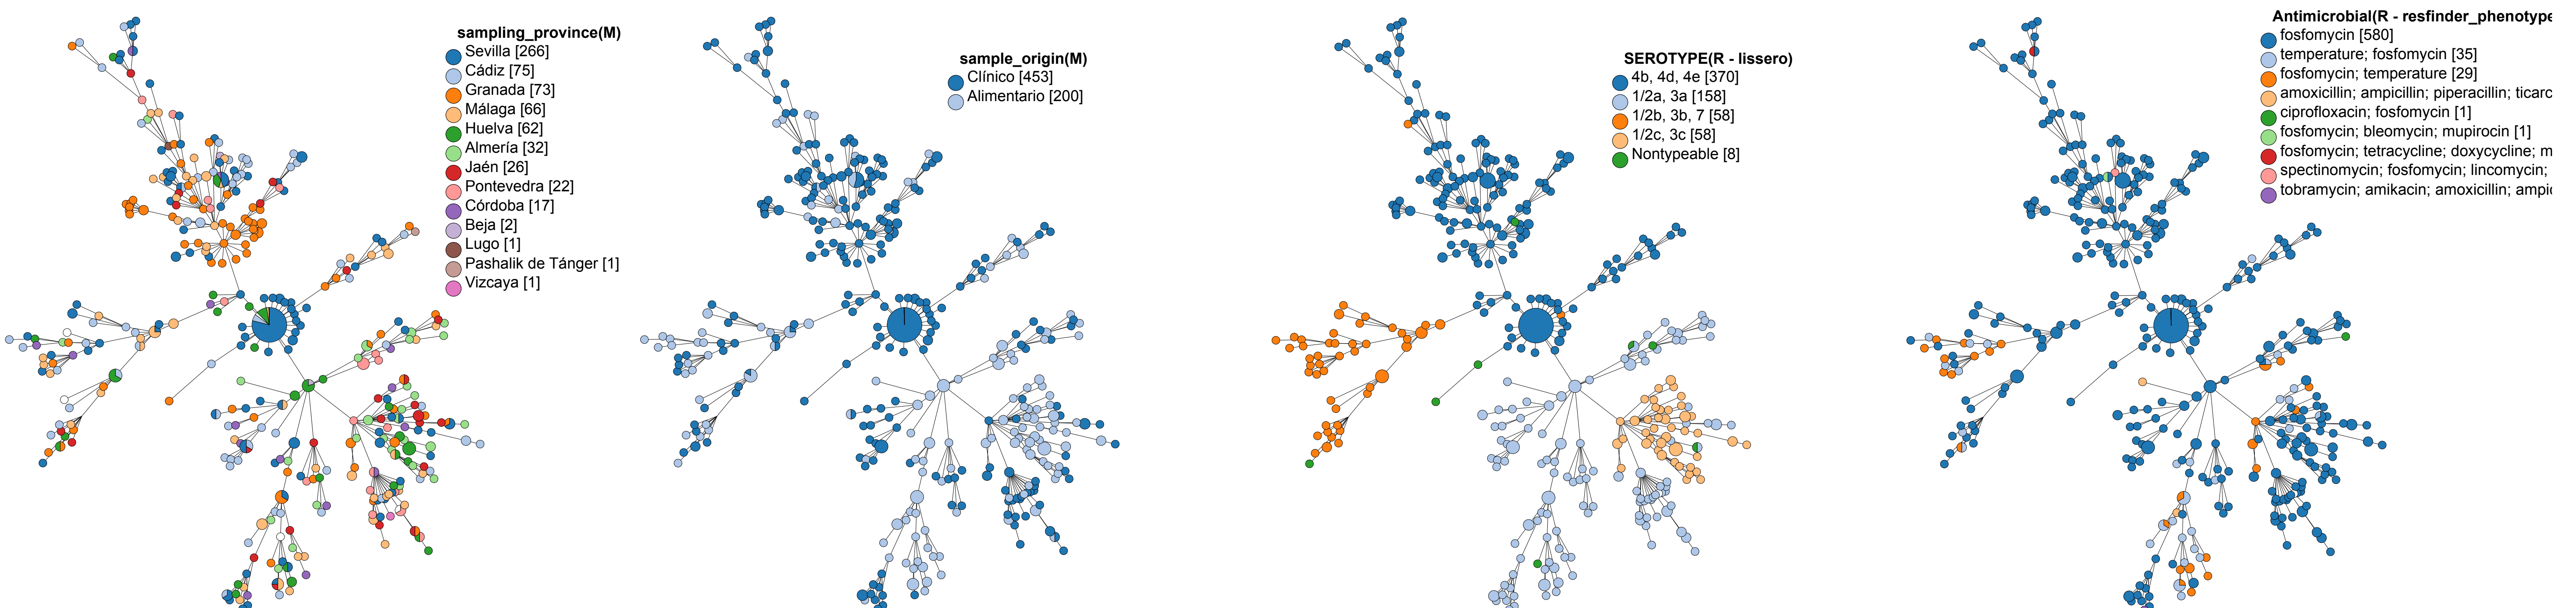 sampling_province(M)
Sevilla [266]
Cádiz [75]
Granada [73]
Málaga [66]
Huelva [62]
Almería [32]
Jaén [26]
Pontevedra [22]
Córdoba [17]
Beja [2]
Lugo [1]
Pashalik de Tánger [1]
Vizcaya [1]
sample_origin(M)
Clínico [453]
Alimentario [200]
SEROTYPE(R - lissero)
4b, 4d, 4e [370]
1/2a, 3a [158]
1/2b, 3b, 7 [58]
1/2c, 3c [58]
Nontypeable [8]
Antimicrobial(R - resfinder_phenotype
fosfomycin [580]
temperature; fosfomycin [35]
fosfomycin; temperature [29]
amoxicillin; ampicillin; piperacillin; ticarc
ciprofloxacin; fosfomycin [1]
fosfomycin; bleomycin; mupirocin [1]
fosfomycin; tetracycline; doxycycline; m
spectinomycin; fosfomycin; lincomycin;
tobramycin; amikacin; amoxicillin; ampic